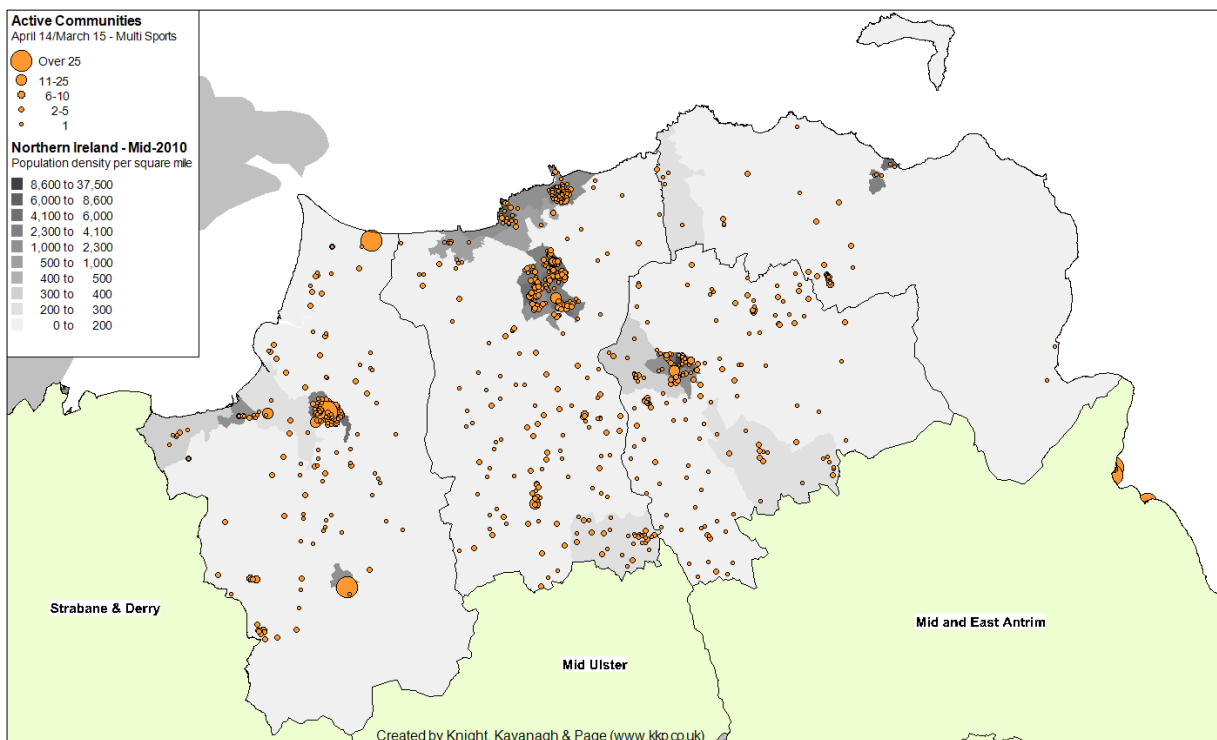 Active Communities
April 14/March 15 - Multi Sports
Over 25
11-25
6-10
2-5
1
Northern Ireland - Mid-2010
Population density per square mile
8,600 to 37,500
6,000 to 8,600
4,100 to 6,000
2,300 to 4,100
1,000 to 2,300
500 to 1,000
400 to 500
300 to 400
200 to 300
0 to 200
Strabane & Derry
Mid and East Antrim
Mid Ulster
Created by Knight, Kavanagh & Page (www.kkp.co.uk)